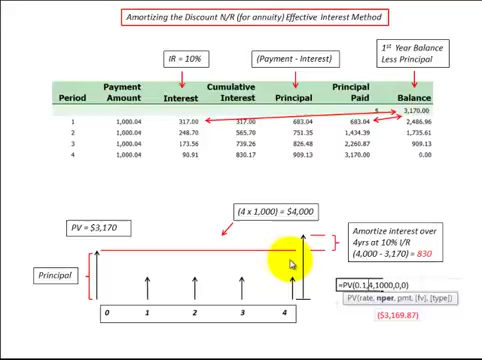 Amortizing the Discount N/R (for annuity) Effective Interest Method
1st Year Balance
Less Principal
IR = 10%
(Payment - Interest)
Period Payment Amount Interest Cumulative Interest Principal Principal Paid Balance
$ 3,170.00
1 1,000.04 317.00 317.00 683.04 683.04 2,486.96
2 1,000.04 248.70 565.70 751.35 1,434.39 1,735.61
3 1,000.04 173.56 739.26 826.48 2,260.87 909.13
4 1,000.04 90.91 830.17 909.13 3,170.00 0.00
(4 x 1,000) = $4,000
PV = $3,170
Amortize interest over
4yrs at 10% I/R
(4,000 - 3,170) = 830
Principal
=PV(0.1,4,1000,0,0)
PV(rate, nper, pmt, [fv], [type])
0 1 2 3 4
($3,169.87)